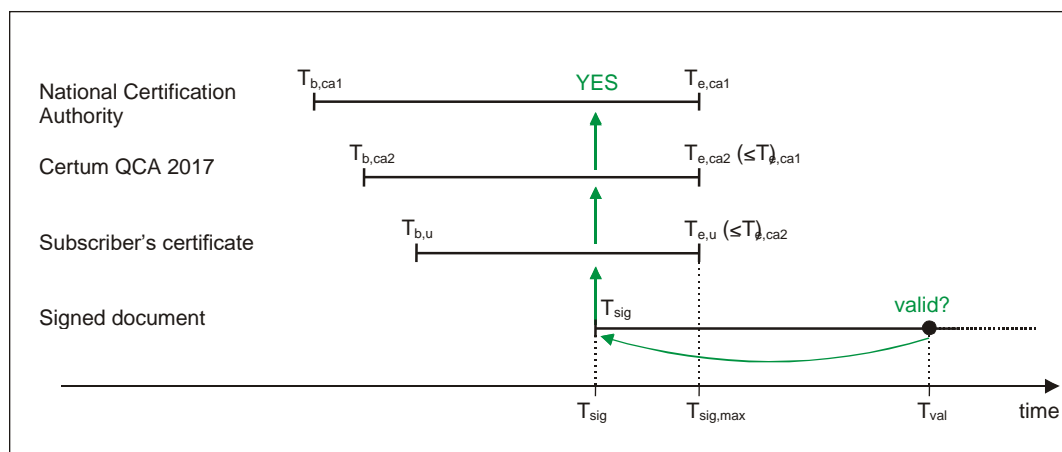 T_b,ca1 YES T_e,ca1
National Certification
Authority
T_b,ca2 T_e,ca2 (≤T_e,ca1)
Certum QCA 2017
T_b,u T_e,u (≤T_e,ca2)
Subscriber's certificate
T_sig valid?
Signed document
T_sig T_sig,max T_val time